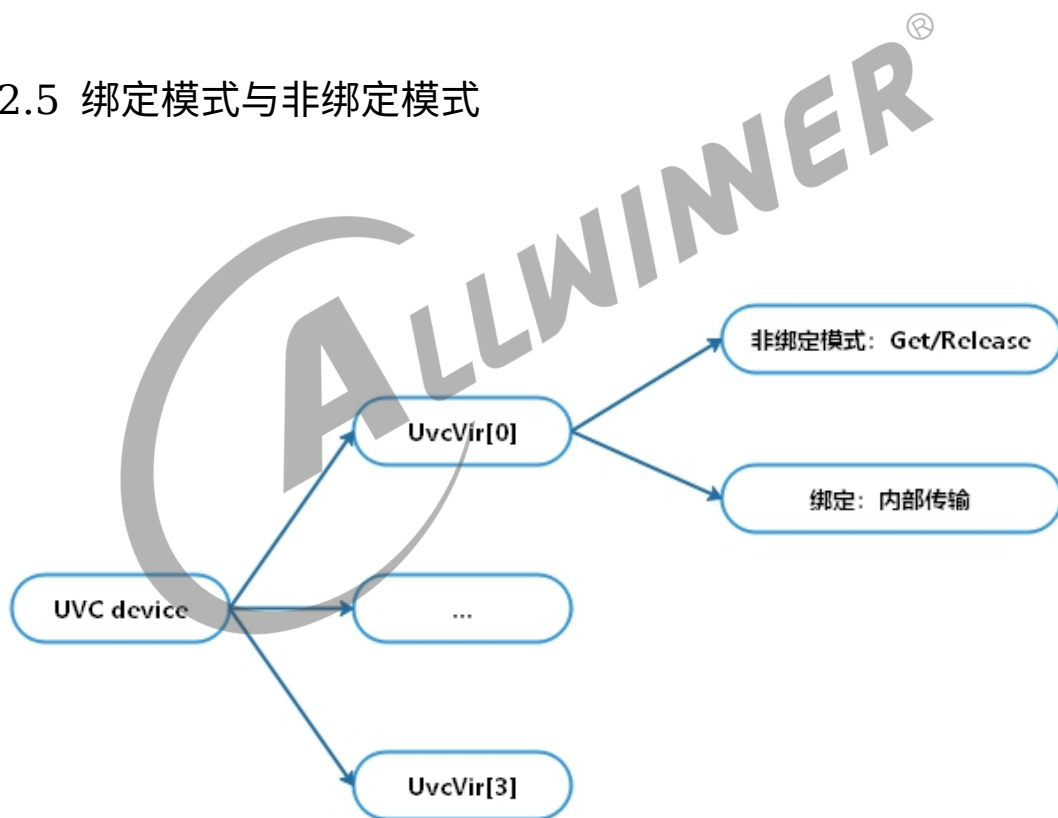 2.5 绑定模式与非绑定模式
ALLWINNER®
非绑定模式：Get/Release
UvcVir[0]
绑定：内部传输
UVC device
...
UvcVir[3]